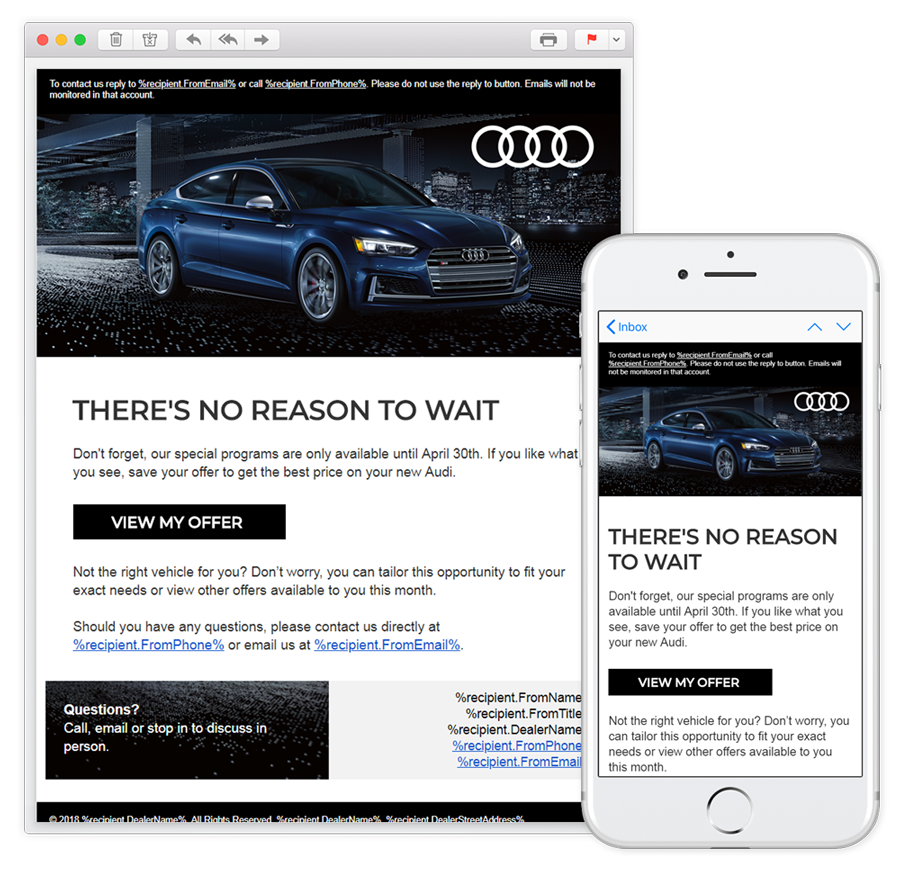 To contact us reply to %recipient.FromEmail% or call %recipient.FromPhone%. Please do not use the reply to button. Emails will not be
monitored in that account.
THERE'S NO REASON TO WAIT
Don't forget, our special programs are only available until April 30th. If you like what
you see, save your offer to get the best price on your new Audi.
VIEW MY OFFER
Not the right vehicle for you? Don’t worry, you can tailor this opportunity to fit your
exact needs or view other offers available to you this month.
Should you have any questions, please contact us directly at
%recipient.FromPhone% or email us at %recipient.FromEmail%.
Questions?
Call, email or stop in to discuss in
person.
%recipient.FromName
%recipient.FromTitle
%recipient.DealerName
%recipient.FromPhone
%recipient.FromEmail
© 2018 %recipient.DealerName%. All Rights Reserved. %recipient.DealerName%, %recipient.DealerStreetAddress%,
Inbox
To contact us reply to %recipient.FromEmail% or call
%recipient.FromPhone%. Please do not use the reply to button. Emails will
not be monitored in that account.
THERE'S NO REASON
TO WAIT
Don't forget, our special programs are only
available until April 30th. If you like what you
see, save your offer to get the best price on
your new Audi.
VIEW MY OFFER
Not the right vehicle for you? Don’t worry, you
can tailor this opportunity to fit your exact
needs or view other offers available to you
this month.